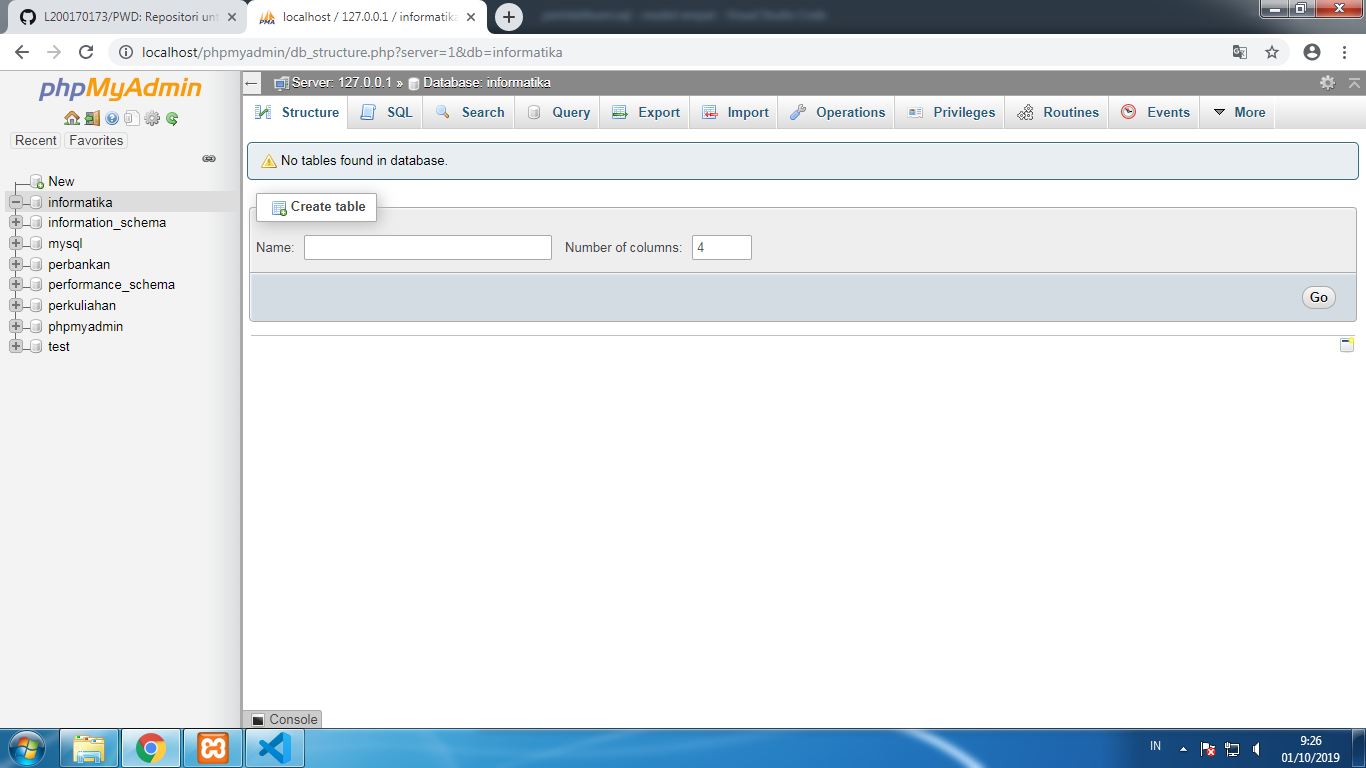 L200170173/PWD: Repositori unt
localhost / 127.0.0.1 / informatika
localhost/phpmyadmin/db_structure.php?server=1&db=informatika
phpMyAdmin
Server: 127.0.0.1 » Database: informatika
Structure SQL Search Query Export Import Operations Privileges Routines Events More
Recent Favorites
No tables found in database.
New
informatika
information_schema
mysql
perbankan
performance_schema
perkuliahan
phpmyadmin
test
Create table
Name: Number of columns: 4
Go
Console
IN
9:26
01/10/2019